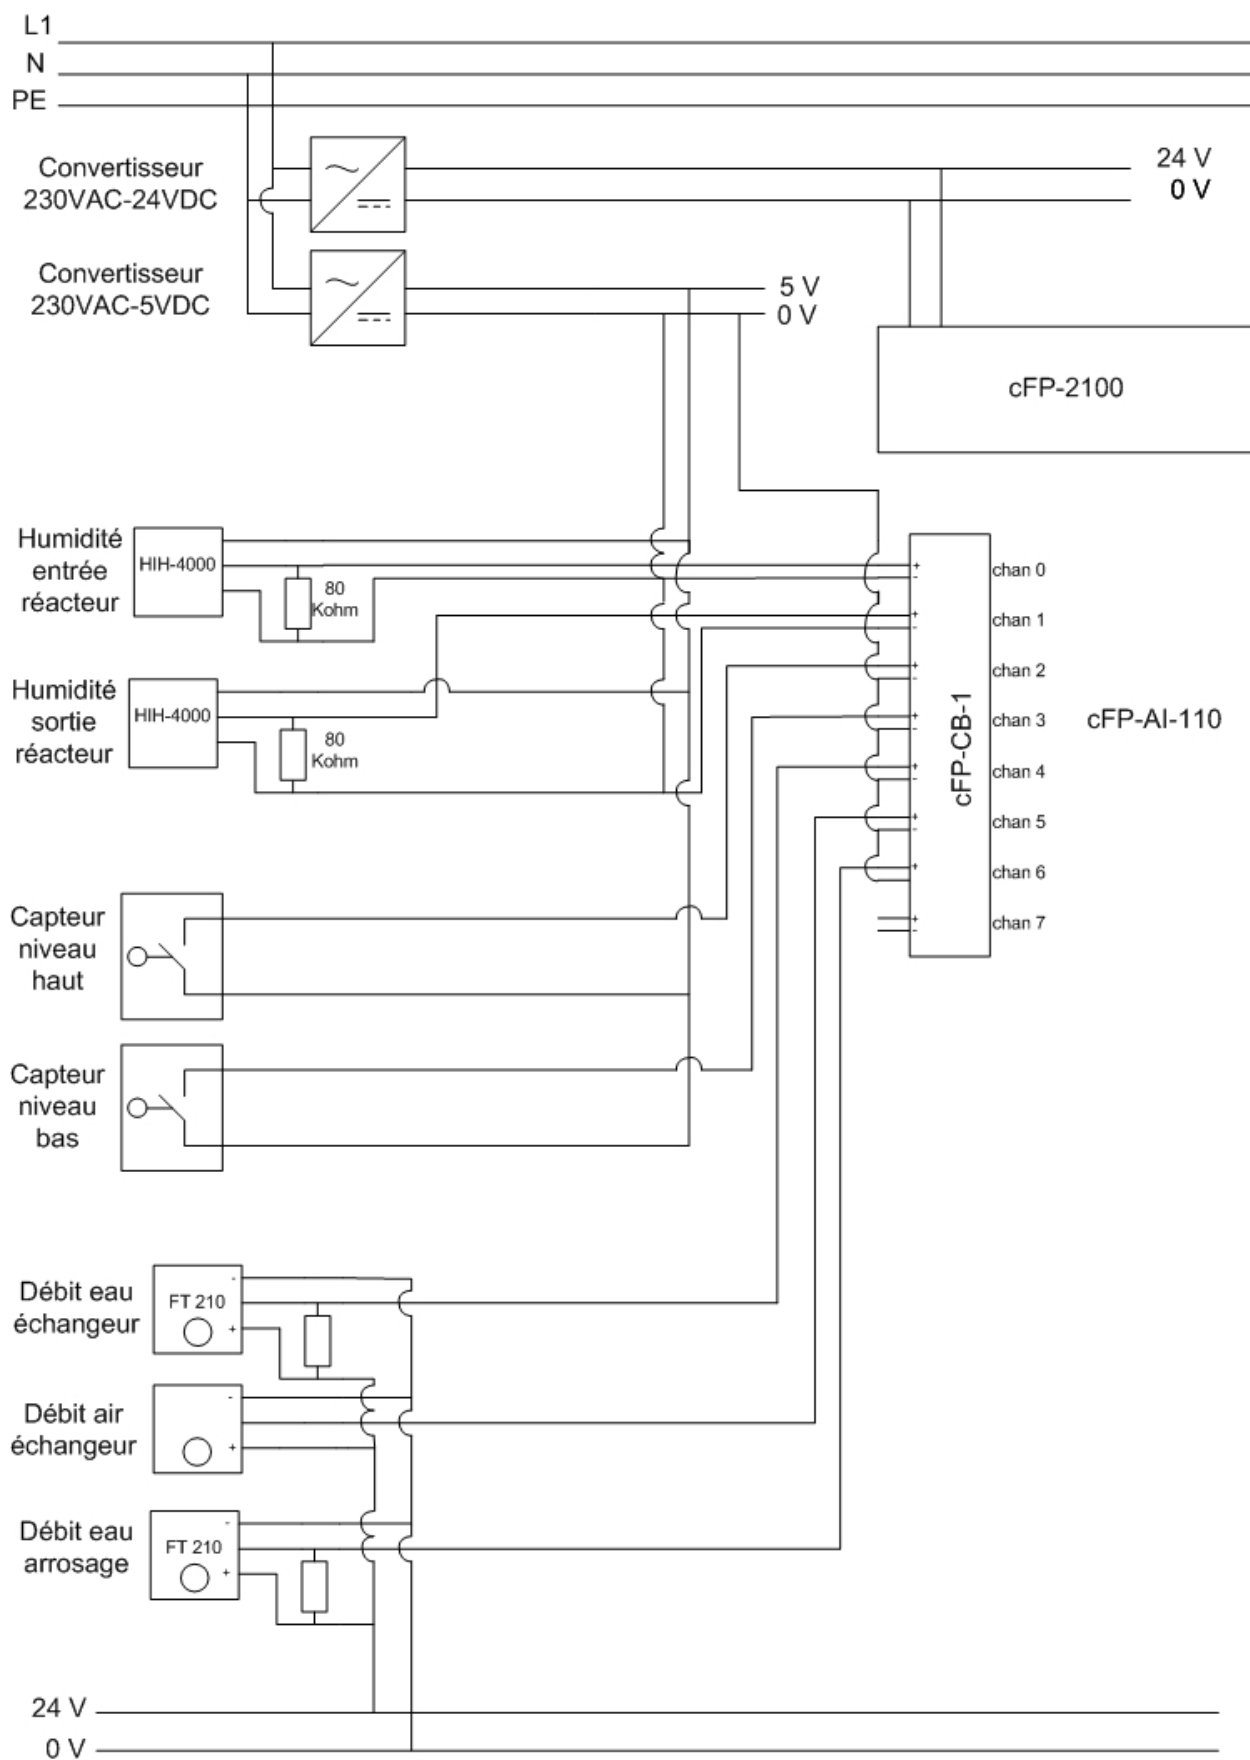 L1
N
PE
Convertisseur
230VAC-24VDC
24 V
0 V
Convertisseur
230VAC-5VDC
5 V
0 V
cFP-2100
Humidité
entrée
réacteur
HIH-4000
80
Kohm
Humidité
sortie
réacteur
HIH-4000
80
Kohm
+
-
chan 0
+
-
chan 1
+
-
chan 2
+
-
chan 3
+
-
chan 4
+
-
chan 5
+
-
chan 6
+
-
chan 7
cFP-CB-1
cFP-AI-110
Capteur
niveau
haut
Capteur
niveau
bas
Débit eau
échangeur
-
FT 210
+
Débit air
échangeur
-
+
Débit eau
arrosage
-
FT 210
+
24 V
0 V